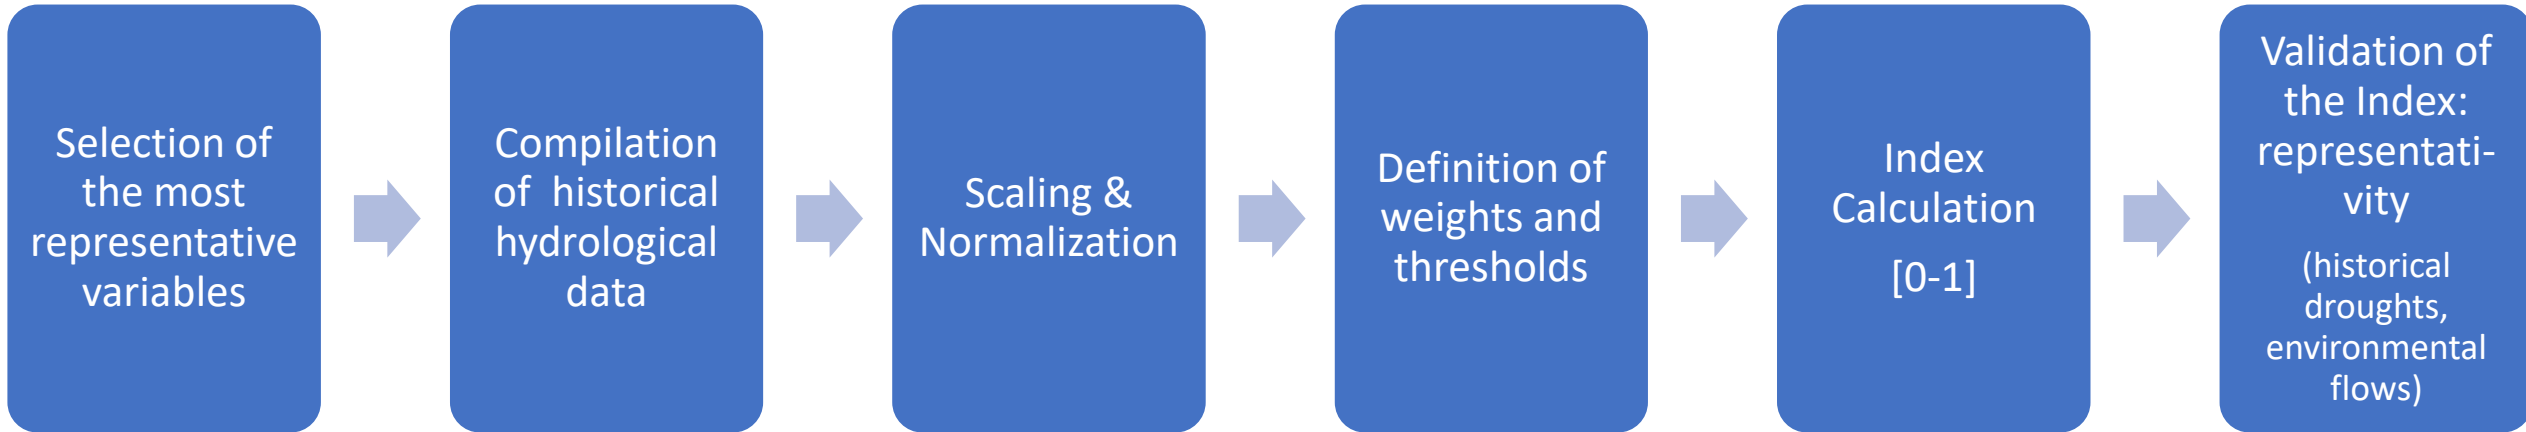 Selection of
the most
representative
variables
Compilation
of historical
hydrological
data
Scaling &
Normalization
Definition of
weights and
thresholds
Index
Calculation
[0-1]
Validation of
the Index:
representati-
vity
(historical
droughts,
environmental
flows)